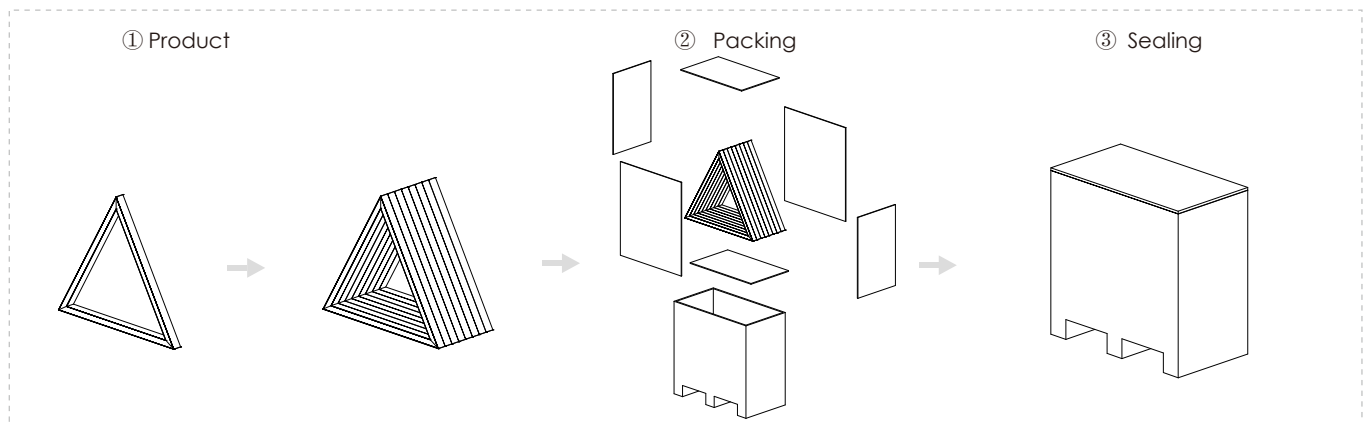 ① Product
② Packing
③ Sealing